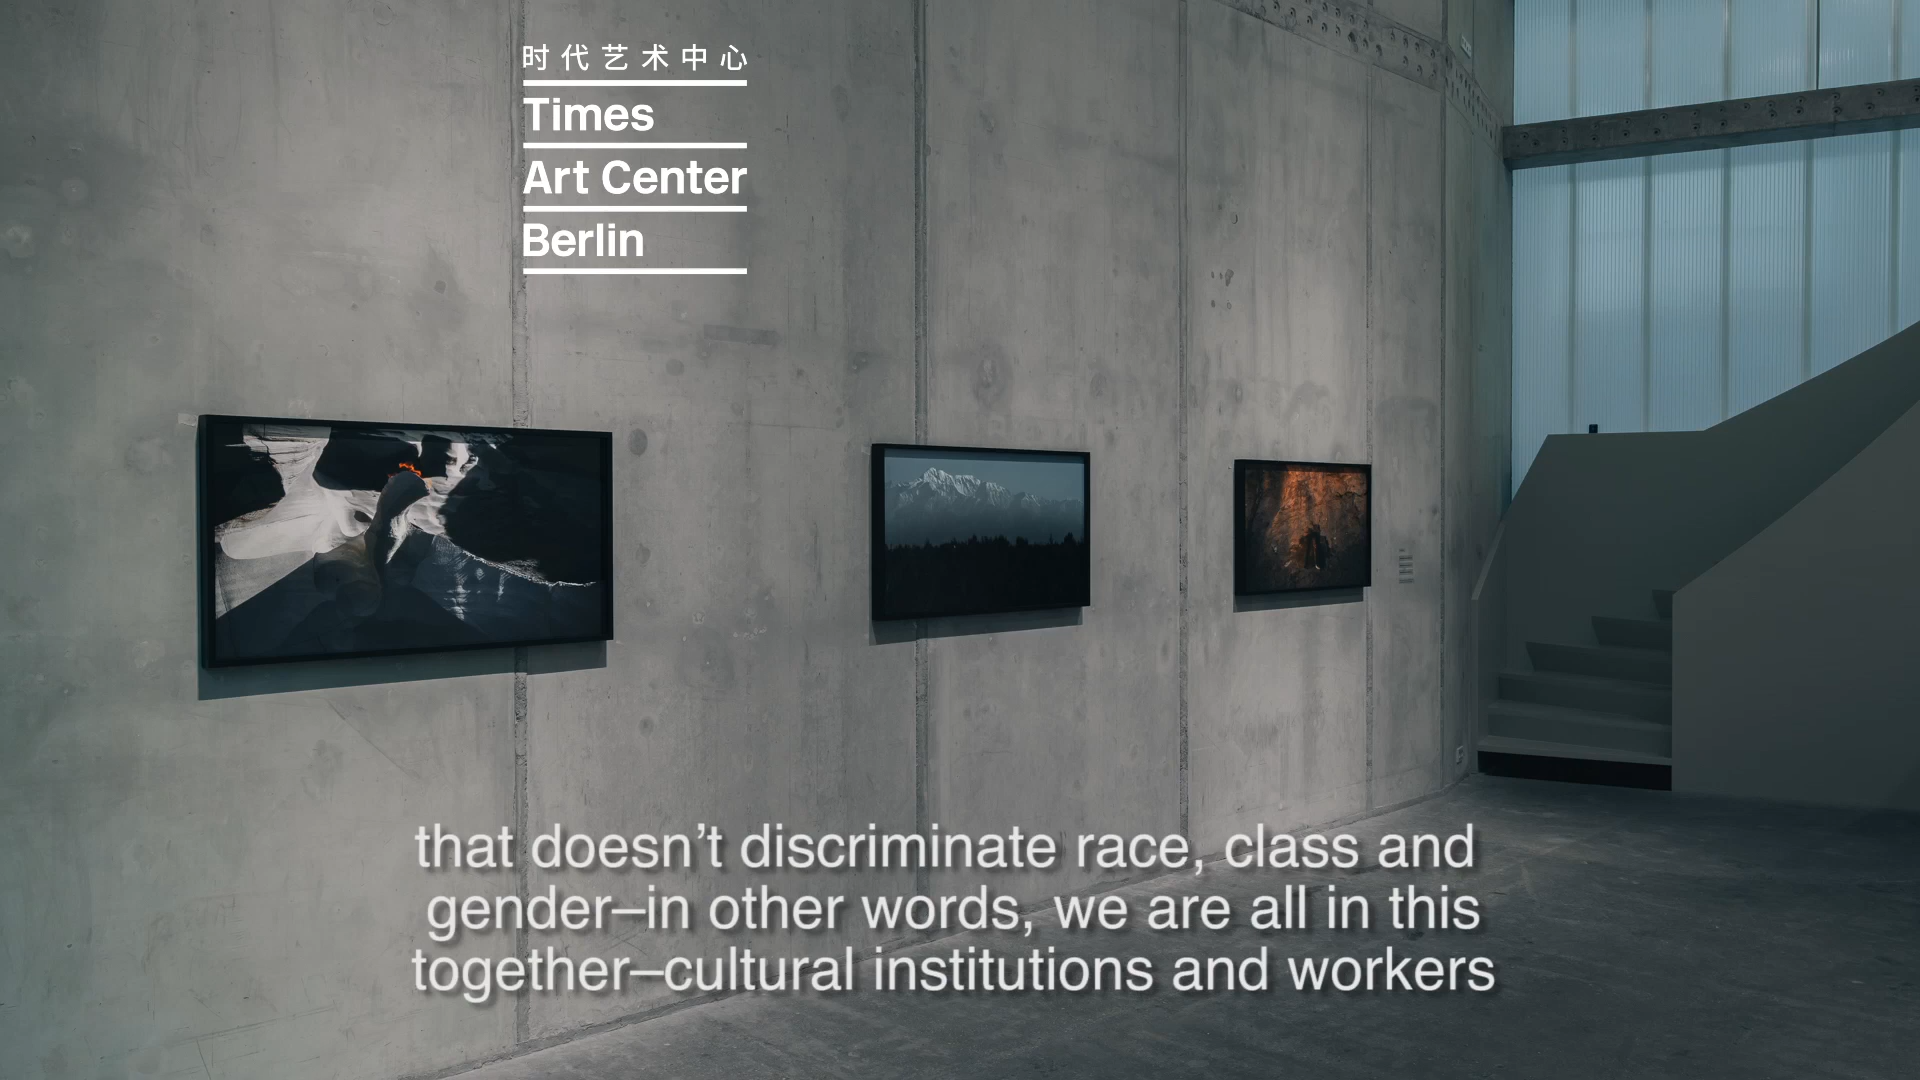 时代艺术中心
Times
Art Center
Berlin
that doesn’t discriminate race, class and
gender–in other words, we are all in this
together–cultural institutions and workers